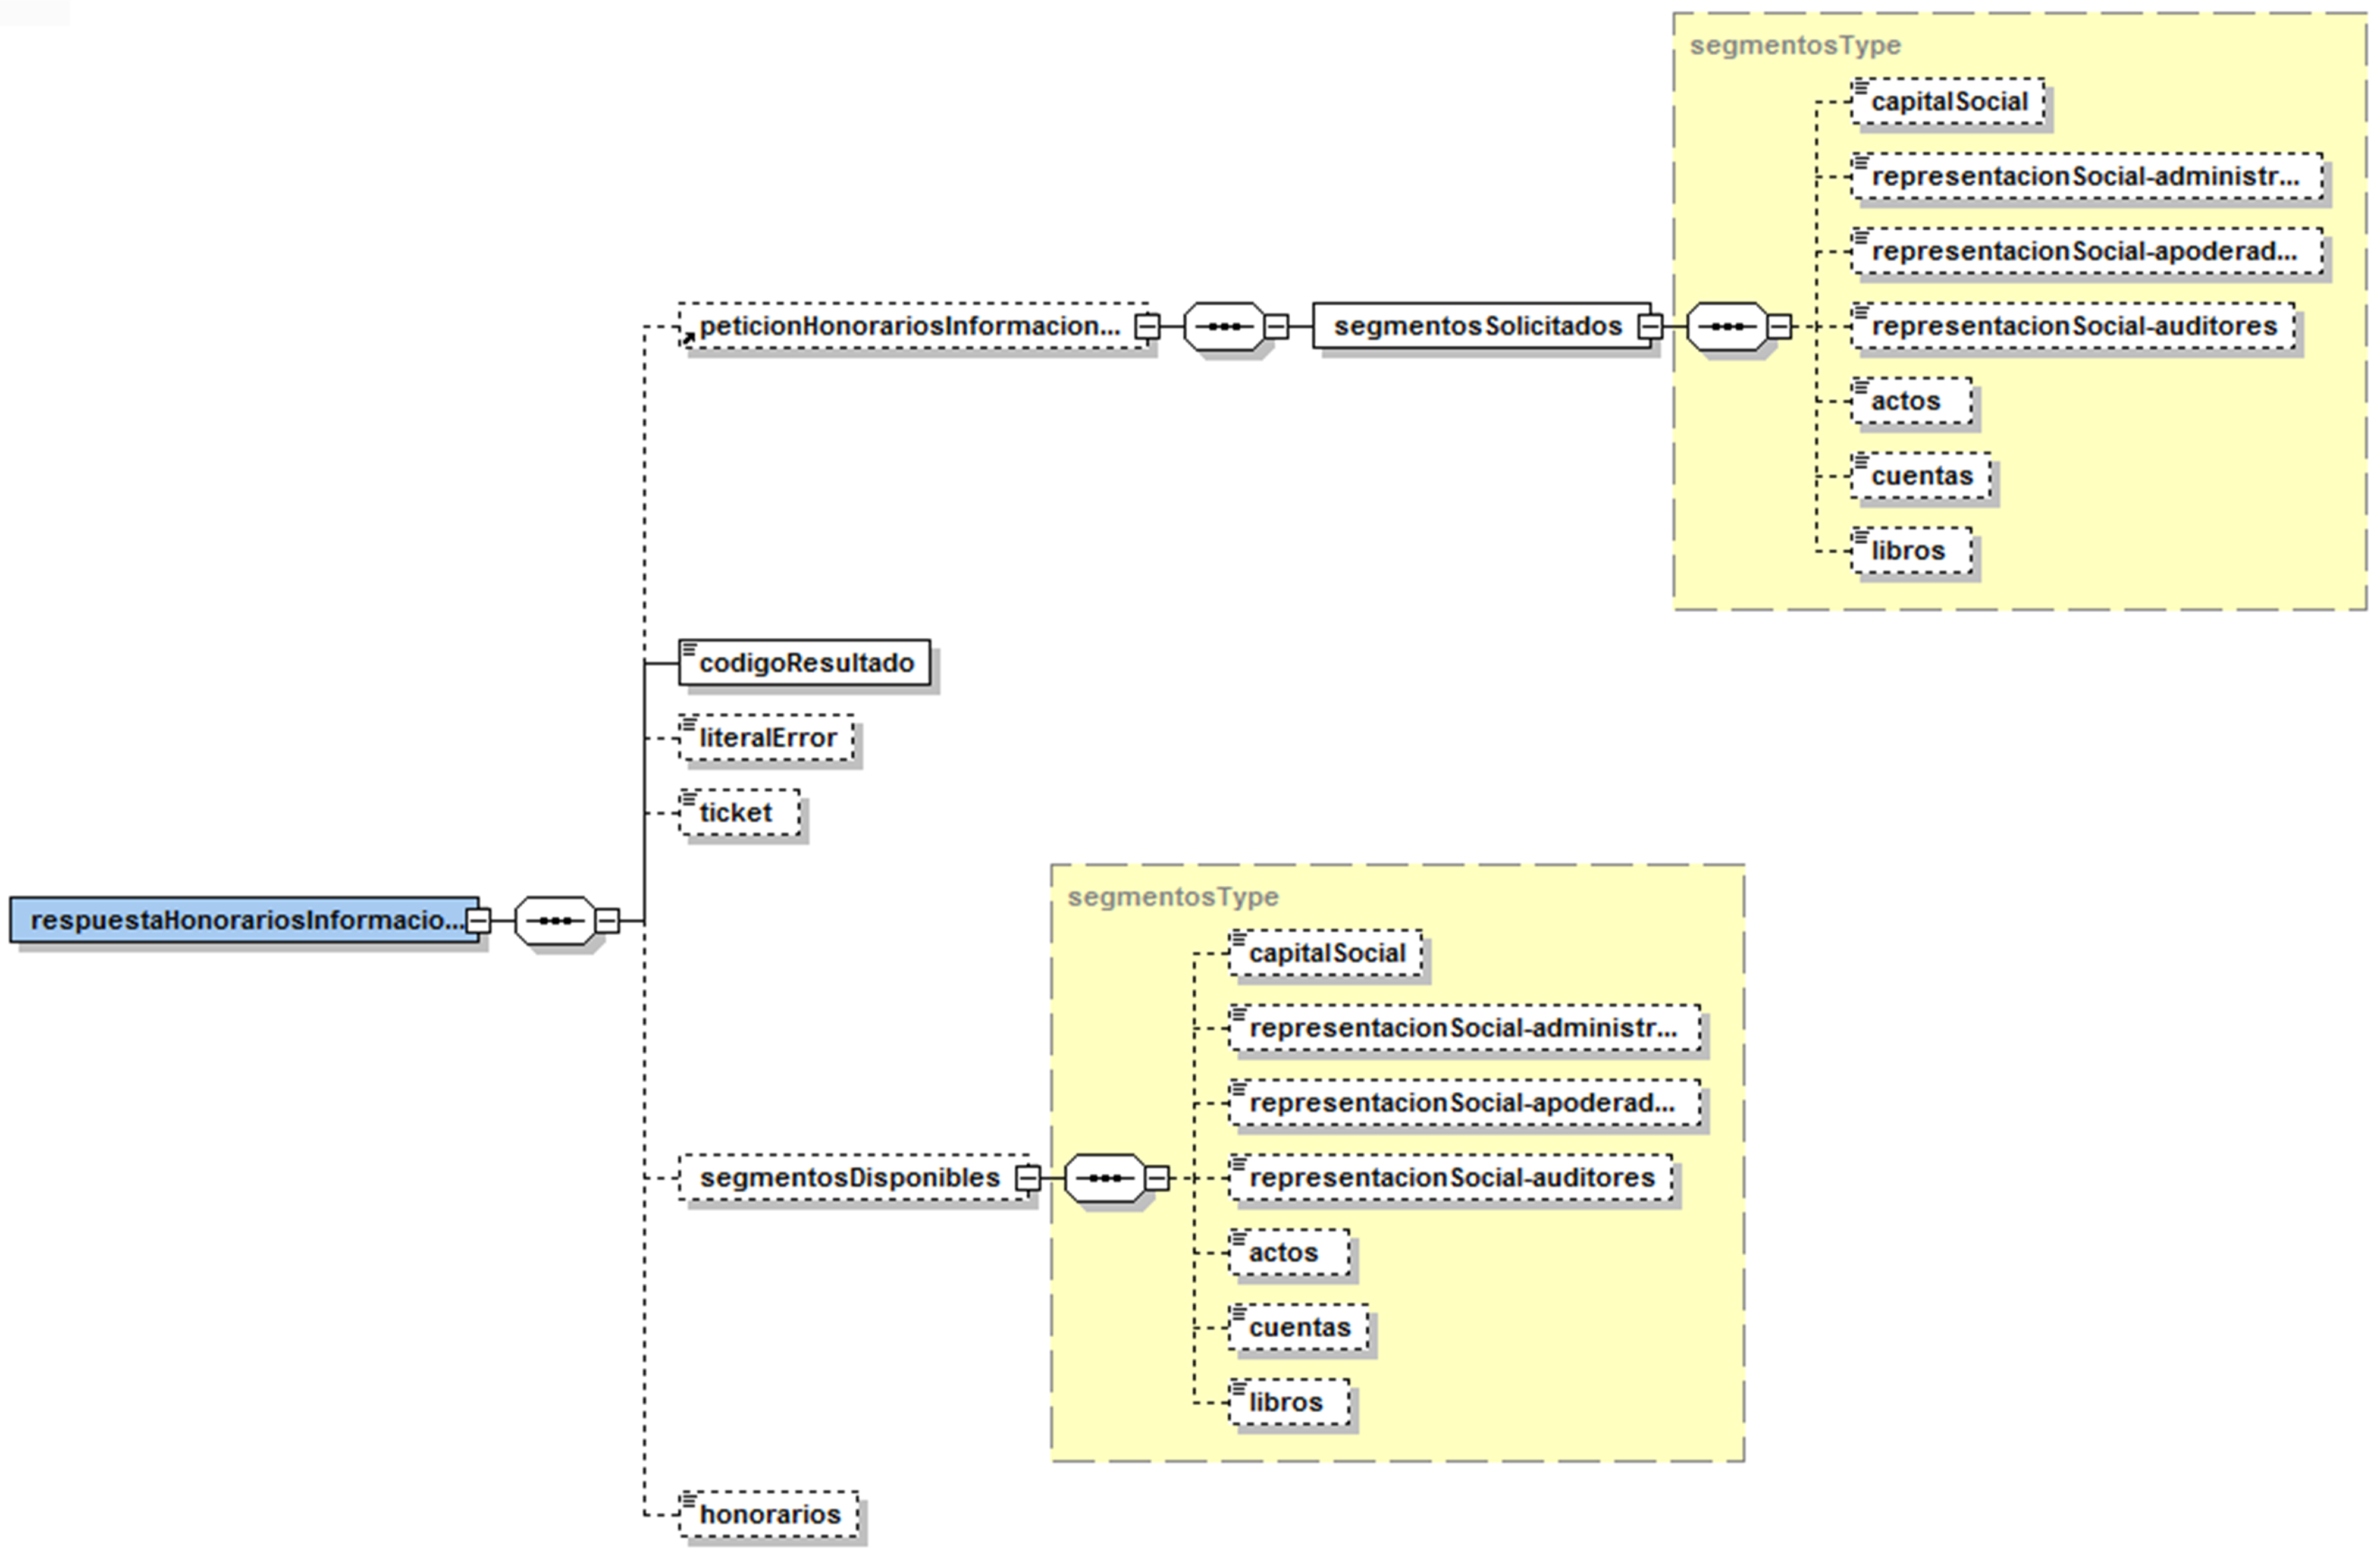 segmentosType
capitalSocial
representacionSocial-administr...
representacionSocial-apoderad...
peticionHonorariosInformacion...
segmentosSolicitados
representacionSocial-auditores
actos
cuentas
libros
codigoResultado
literalError
ticket
respuestaHonorariosInformacio...
segmentosType
capitalSocial
representacionSocial-administr...
representacionSocial-apoderad...
segmentosDisponibles
representacionSocial-auditores
actos
cuentas
libros
honorarios